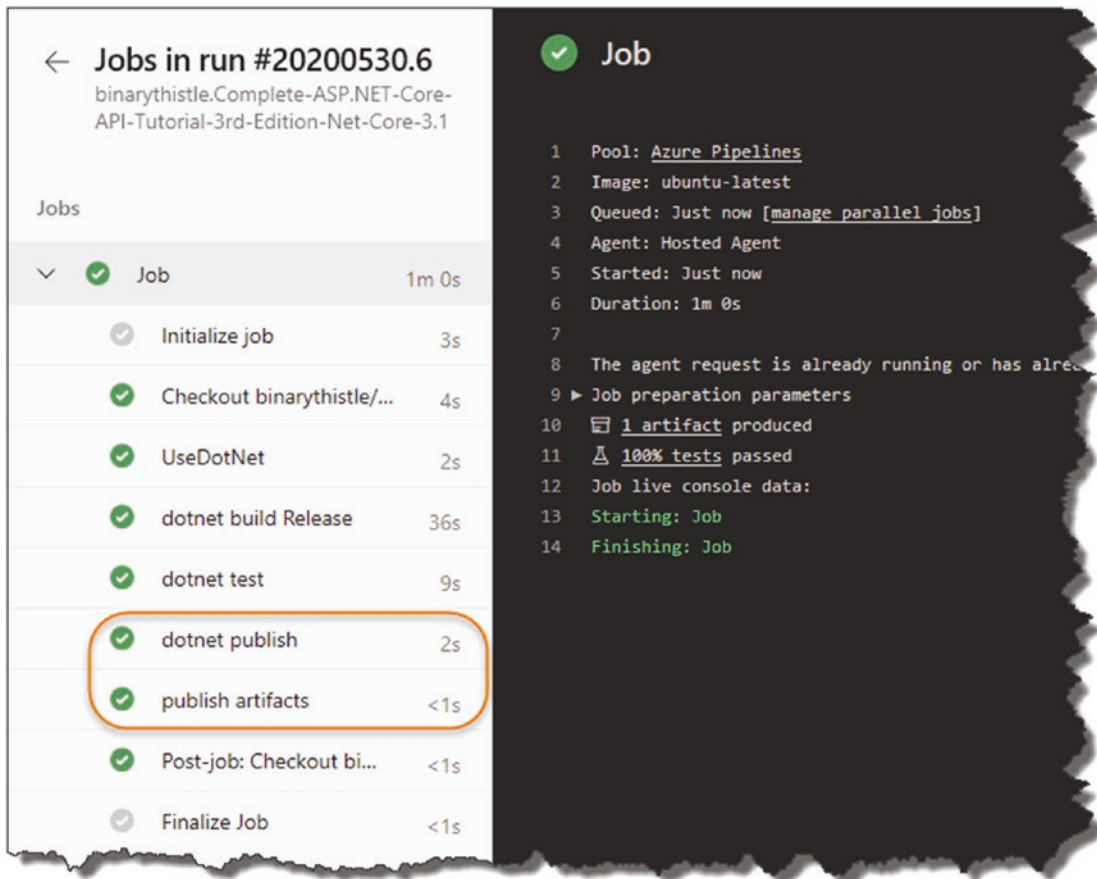 Jobs in run #20200530.6
binarythistle.Complete-ASP.NET-Core-
API-Tutorial-3rd-Edition-Net-Core-3.1
Jobs
Job 1m 0s
Initialize job 3s
Checkout binarythistle/... 4s
UseDotNet 2s
dotnet build Release 36s
dotnet test 9s
dotnet publish 2s
publish artifacts <1s
Post-job: Checkout bi... <1s
Finalize Job <1s
Job
1 Pool: Azure Pipelines
2 Image: ubuntu-latest
3 Queued: Just now [manage parallel jobs]
4 Agent: Hosted Agent
5 Started: Just now
6 Duration: 1m 0s
7
8 The agent request is already running or has
9 Job preparation parameters
10 1 artifact produced
11 100% tests passed
12 Job live console data:
13 Starting: Job
14 Finishing: Job